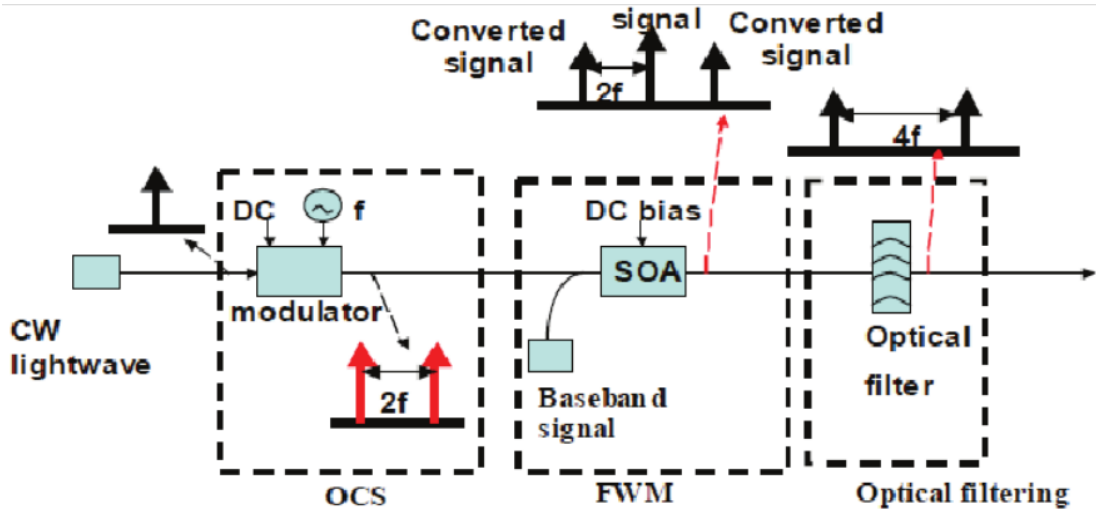 signal
Converted
signal
Converted
signal
2f
4f
DC
f
DC bias
SOA
modulator
CW
lightwave
2f
Baseband
signal
Optical
filter
OCS
FWM
Optical filtering